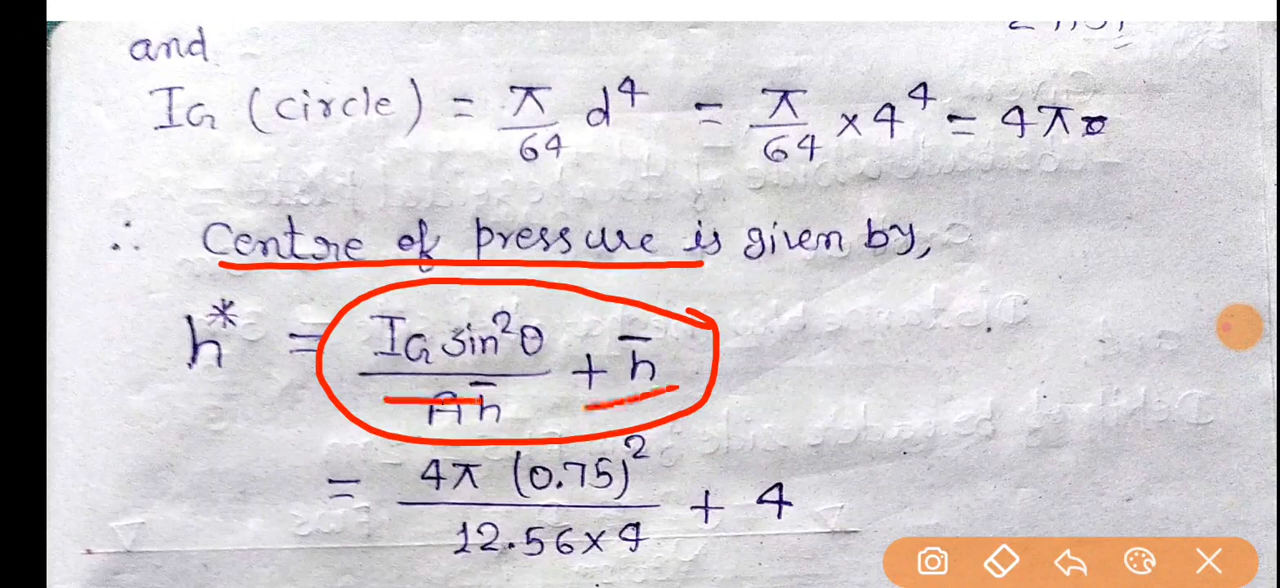 and
IG (circle) = π/64 d⁴ = π/64 × 4⁴ = 4π
∴ Centre of pressure is given by,
h* = IG sin²θ / A h̄ + h̄
= 4π (0.75)² / 12.56×4 + 4